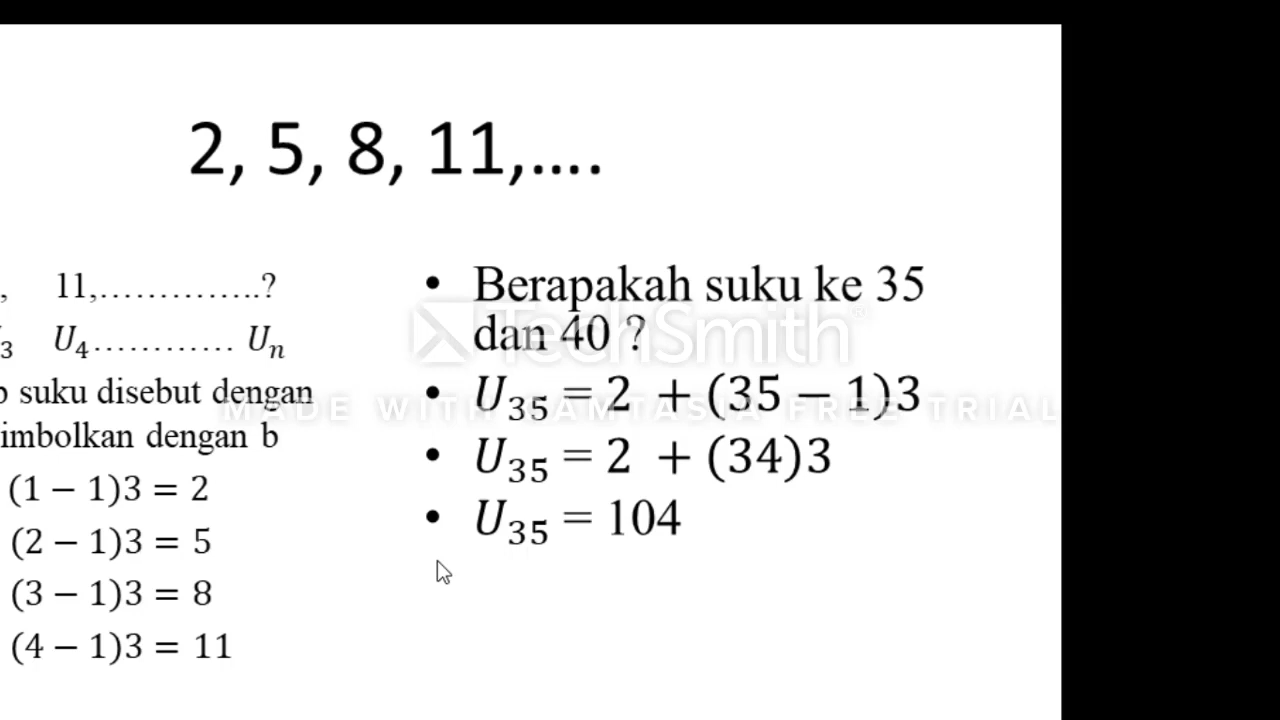 2, 5, 8, 11,....
, 11,...............?
3 U₄............ Uₙ
suku disebut dengan
imbolkan dengan b
(1 − 1)3 = 2
(2 − 1)3 = 5
(3 − 1)3 = 8
(4 − 1)3 = 11
• Berapakah suku ke 35
dan 40 ?
• U₃₅ = 2 + (35 − 1)3
• U₃₅ = 2 + (34)3
• U₃₅ = 104
TechSmith®
MADE WITH CAMTASIA FREE TRIAL